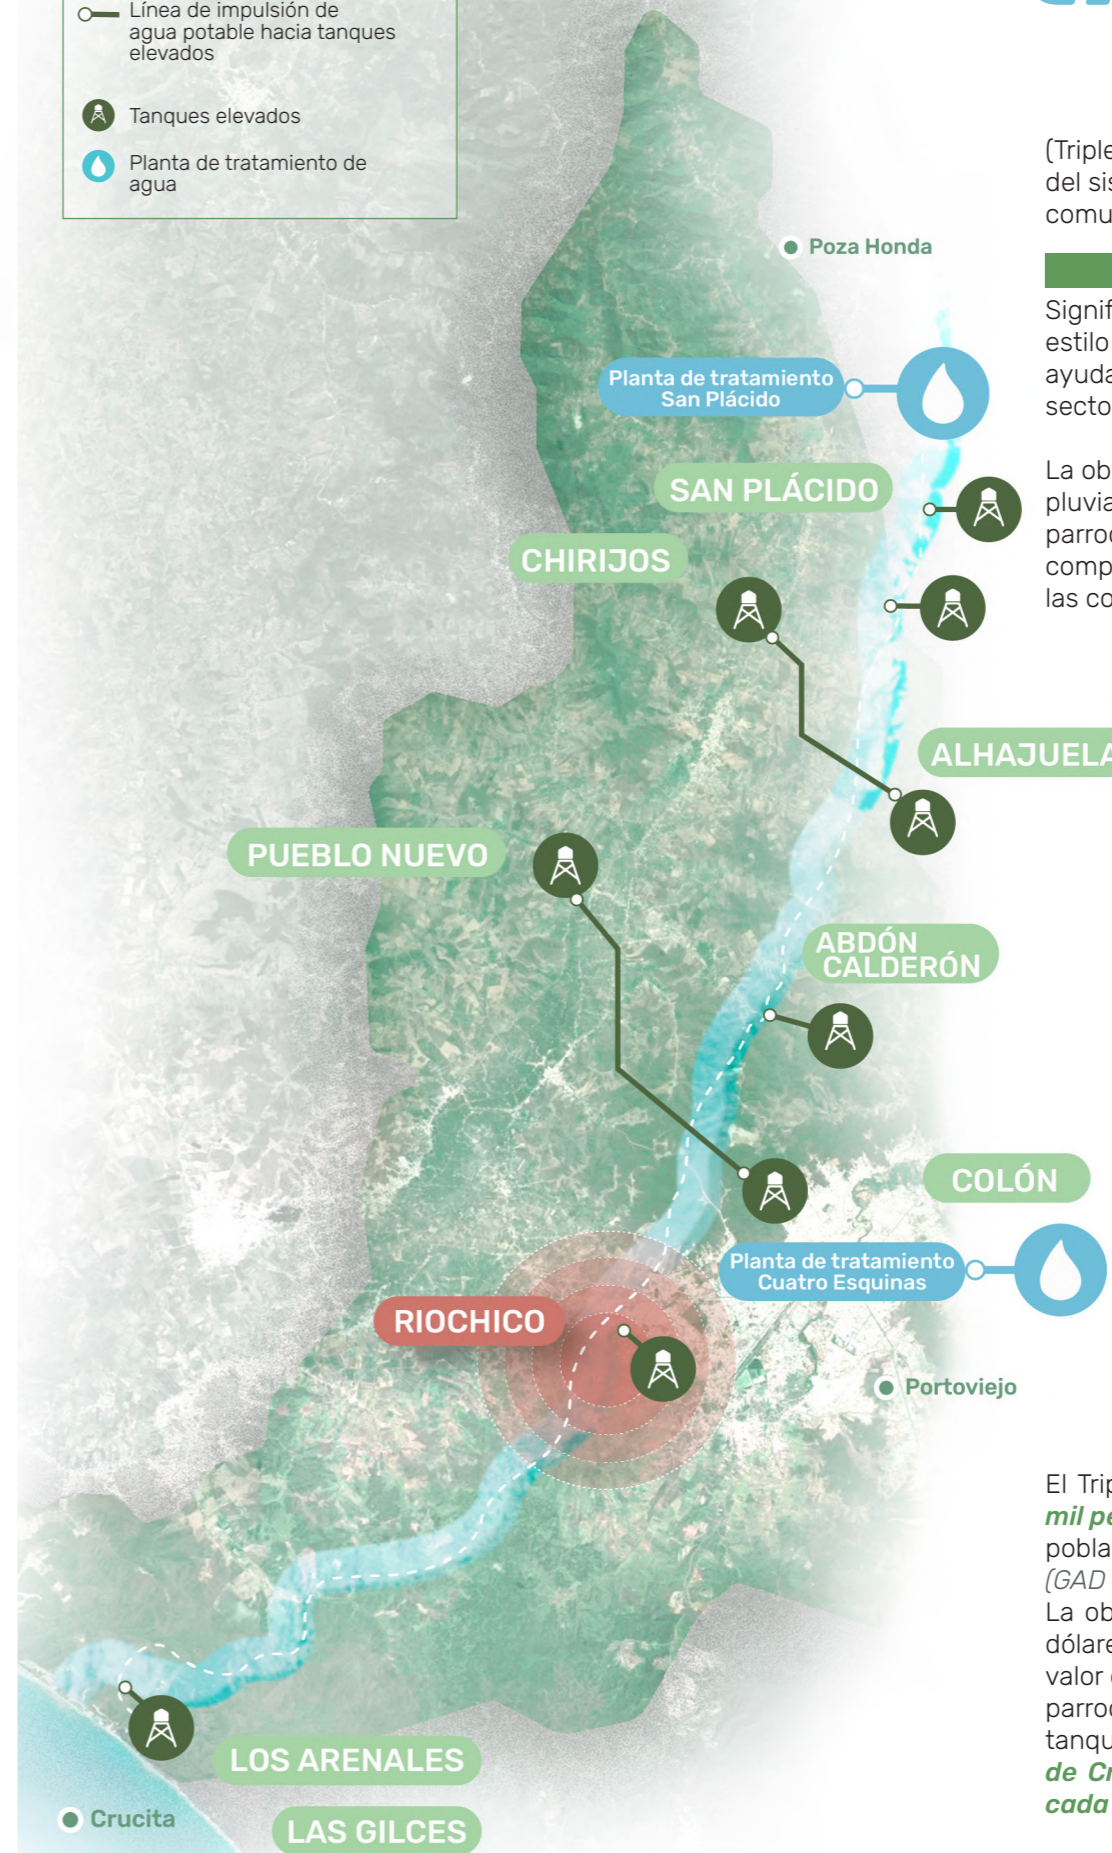 Línea de impulsión de
agua potable hacia tanques
elevados
Tanques elevados
Planta de tratamiento de
agua
Poza Honda
Planta de tratamiento
San Plácido
SAN PLÁCIDO
CHIRIJOS
ALHAJUELA
PUEBLO NUEVO
ABDÓN
CALDERÓN
COLÓN
Planta de tratamiento
Cuatro Esquinas
RIOCHICO
Portoviejo
LOS ARENALES
Crucita
LAS GILCES
(Triple
del sis
comu
Signif
estilo
ayuda
secto
La ob
pluvia
parroc
comp
las co
El Trip
mil pe
pobla
(GAD
La ob
dólare
valor
parroc
tanqu
de Cr
cada